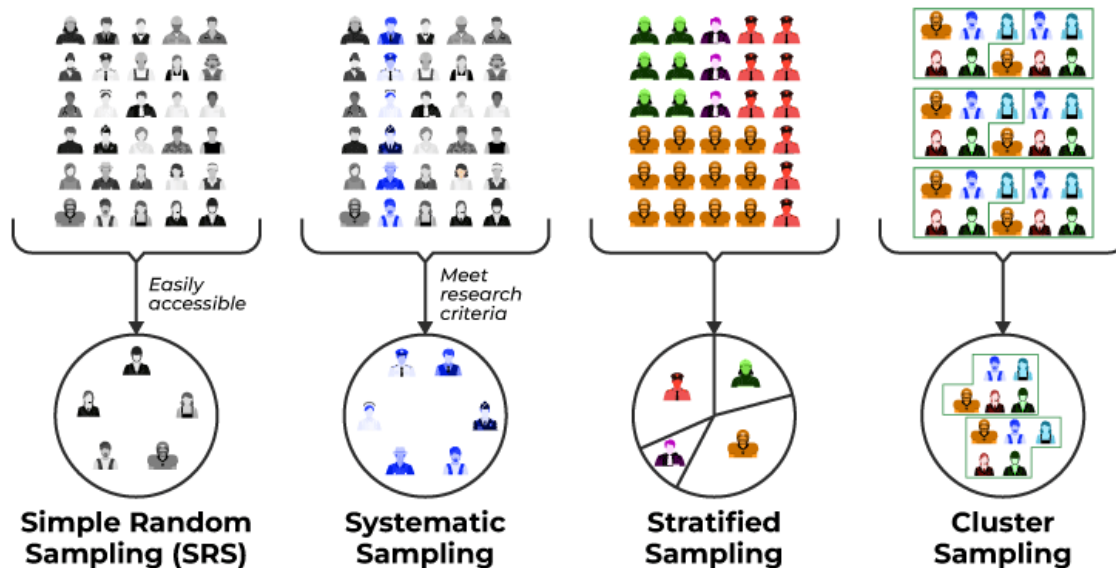 Easily
accessible
Meet
research
criteria
Simple Random
Sampling (SRS)
Systematic
Sampling
Stratified
Sampling
Cluster
Sampling